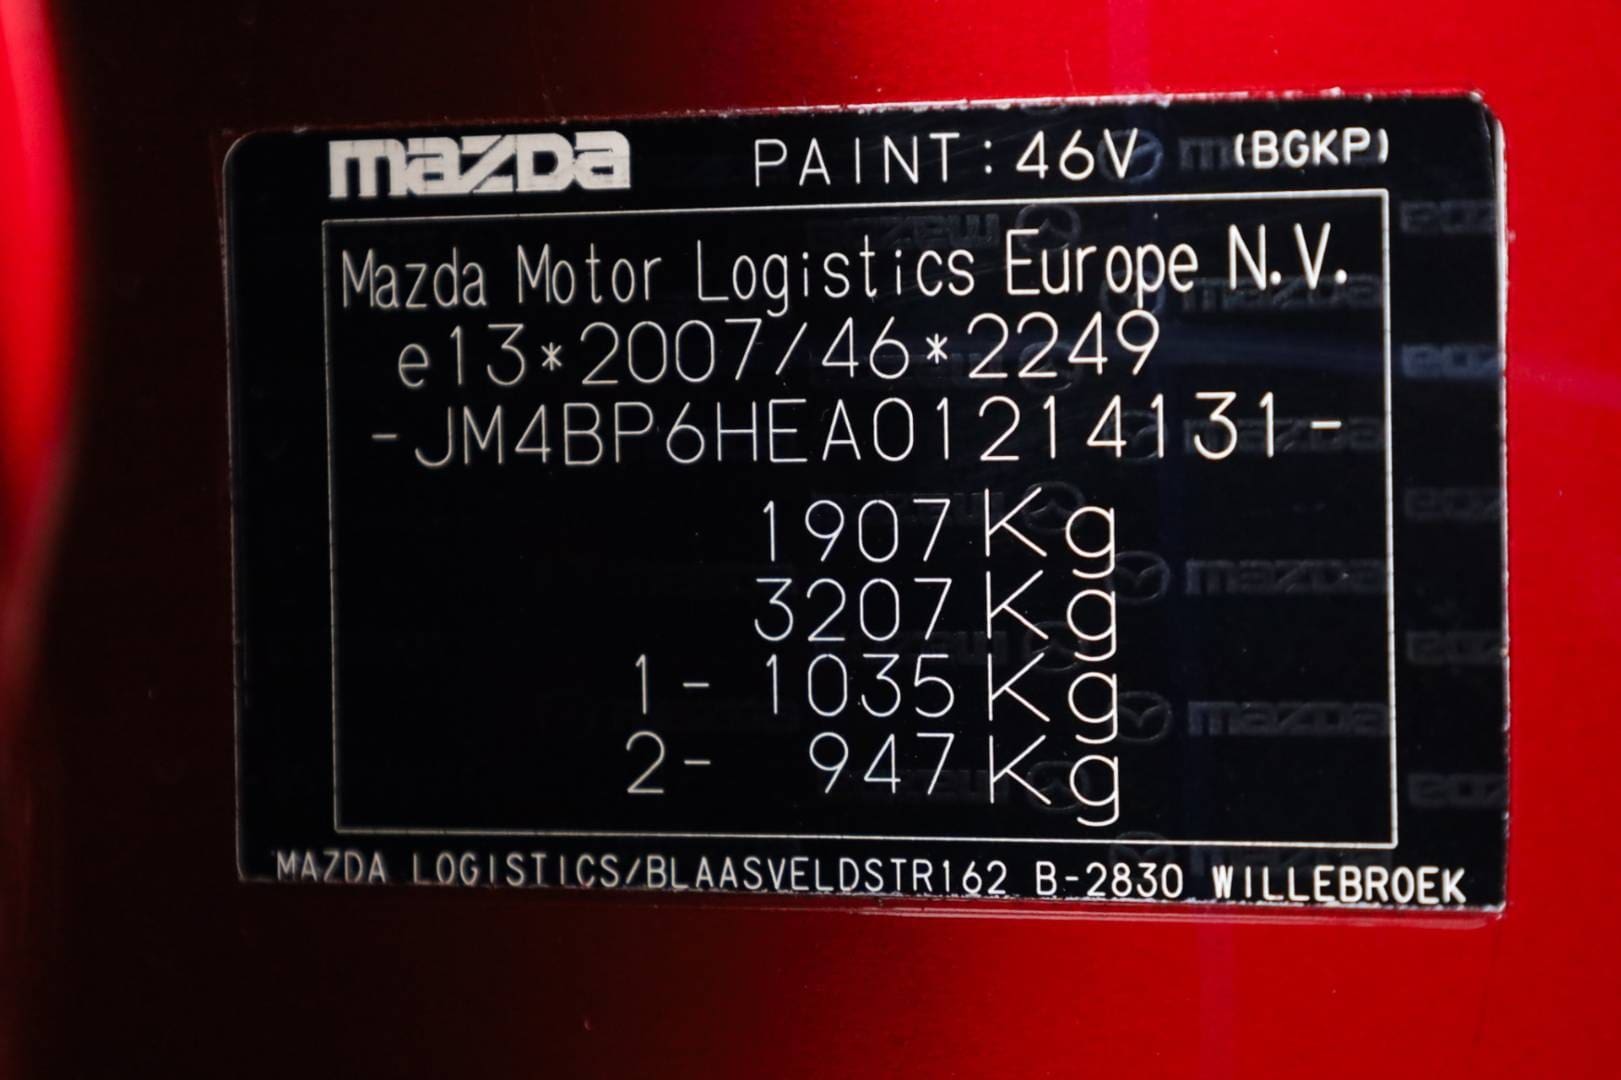 mazda PAINT: 46V (BGKP)
Mazda Motor Logistics Europe N.V.
e13*2007/46*2249
-JM4BP6HEA01214131-
1907 Kg
3207 Kg
1- 1035 Kg
2- 947 Kg
MAZDA LOGISTICS/BLAASVELDSTR162 B-2830 WILLEBROEK